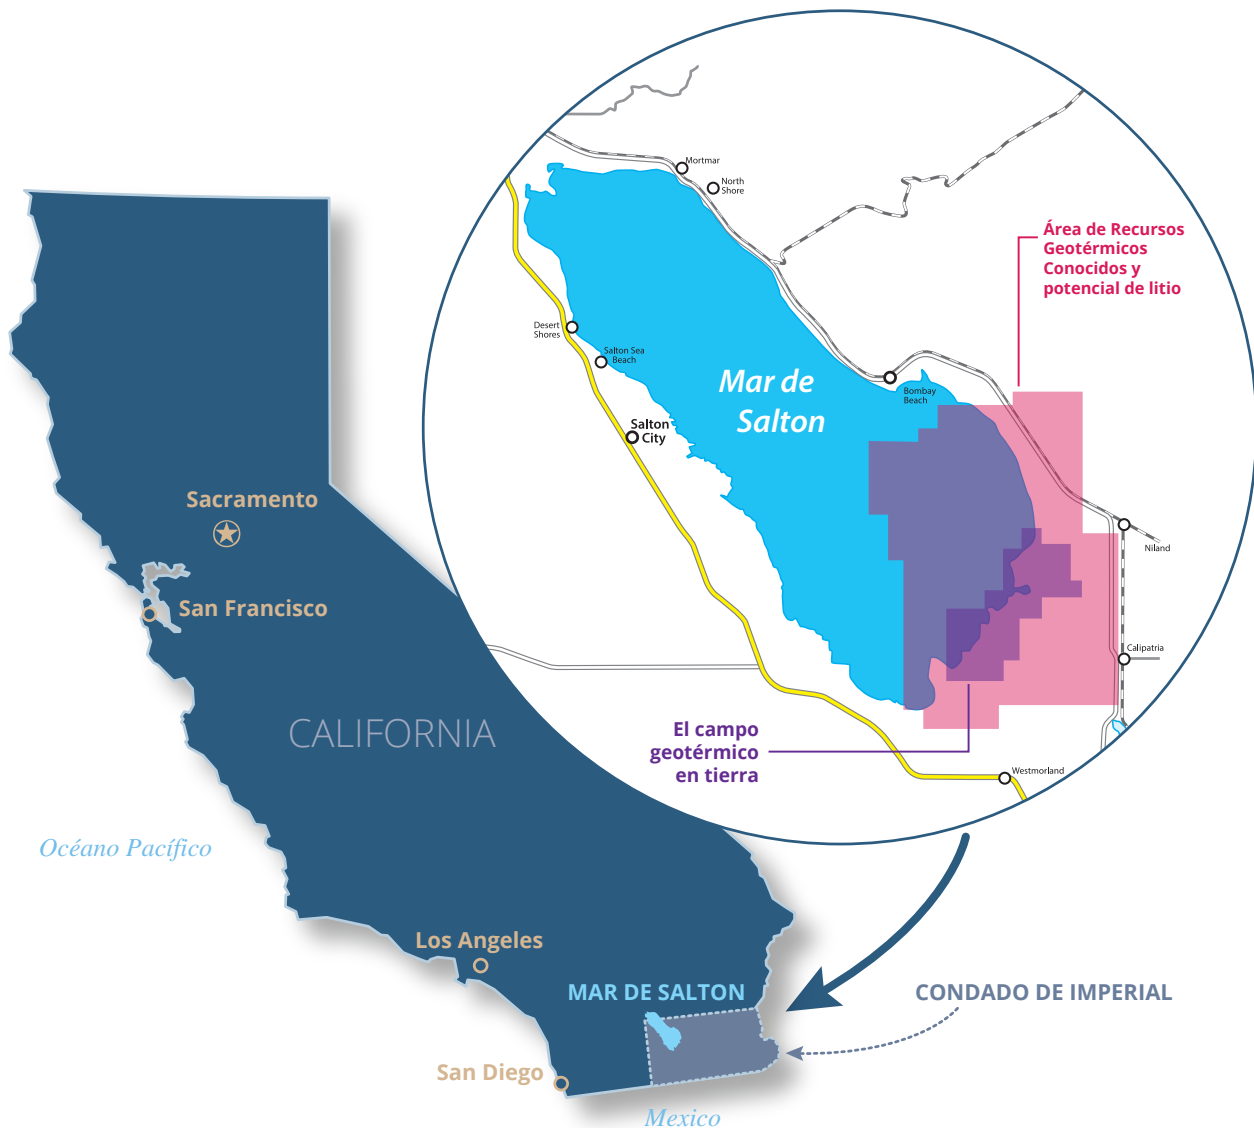 Mortmar
North
Shore
Área de Recursos
Geotérmicos
Conocidos y
potencial de litio
Desert
Shores
Salton Sea
Beach
Mar de
Salton
Bombay
Beach
Salton
City
Sacramento
Niland
San Francisco
Calipatria
CALIFORNIA
El campo
geotérmico
en tierra
Westmorland
Océano Pacífico
Los Angeles
MAR DE SALTON
CONDADO DE IMPERIAL
San Diego
Mexico